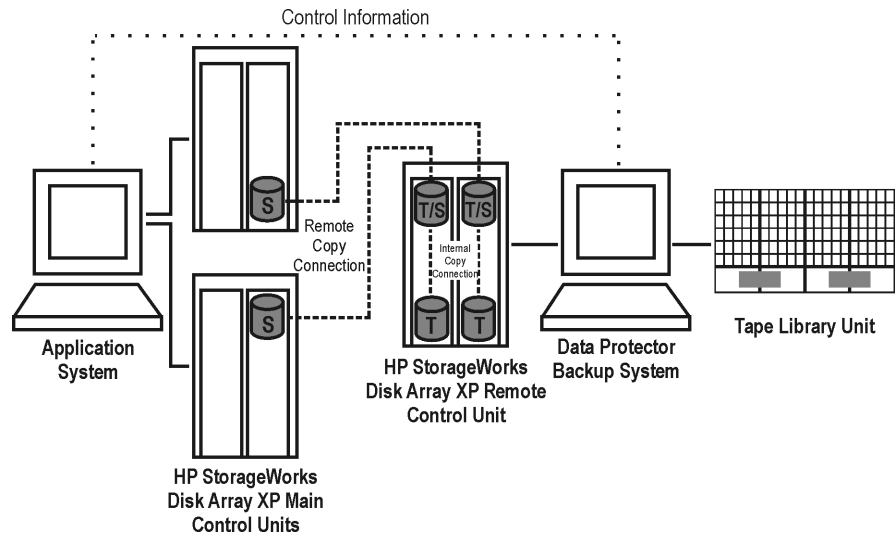 Control Information
S
Remote
Copy
Connection
S
T/S
T/S
Internal
Copy
Connection
T
T
Application
System
HP StorageWorks
Disk Array XP Main
Control Units
HP StorageWorks
Disk Array XP Remote
Control Unit
Data Protector
Backup System
Tape Library Unit